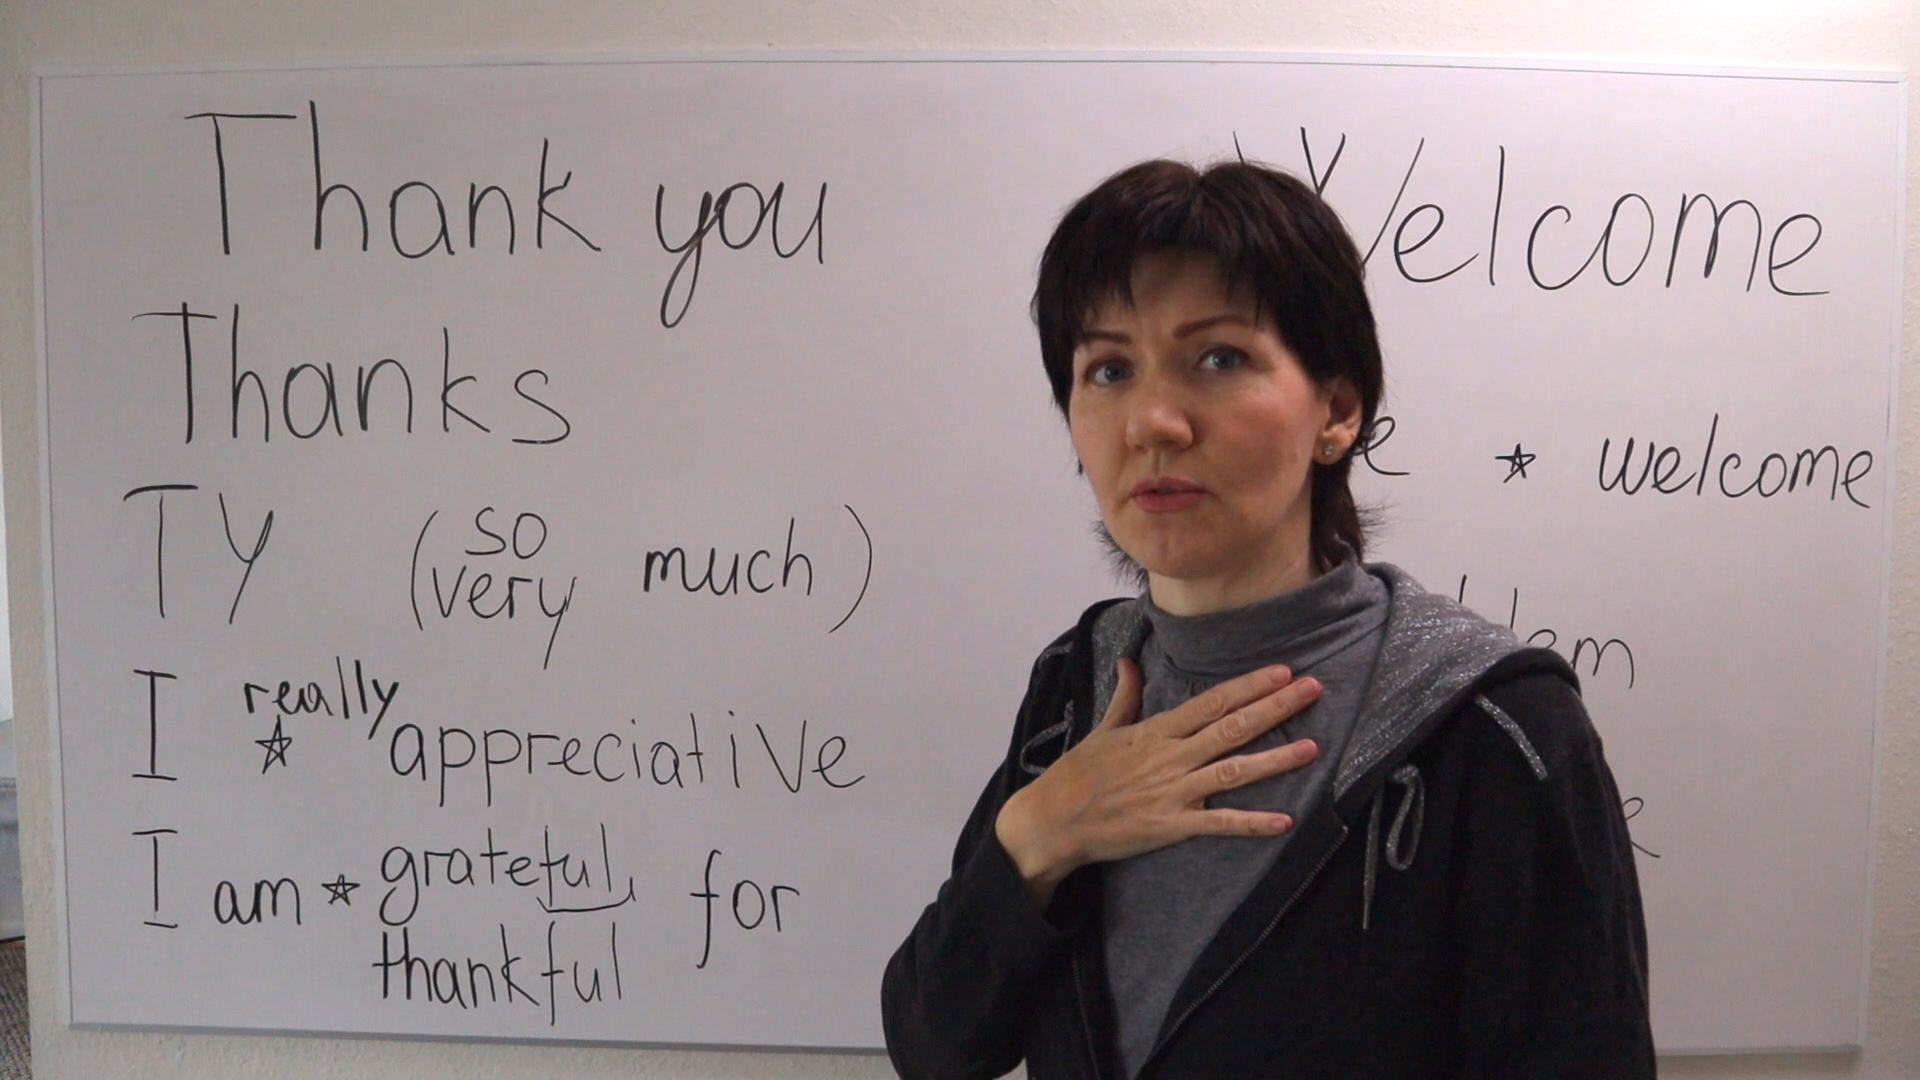 Thank you
Thanks
TY (so very much)
I really appreciative
I am grateful, for
thankful
Welcome
welcome